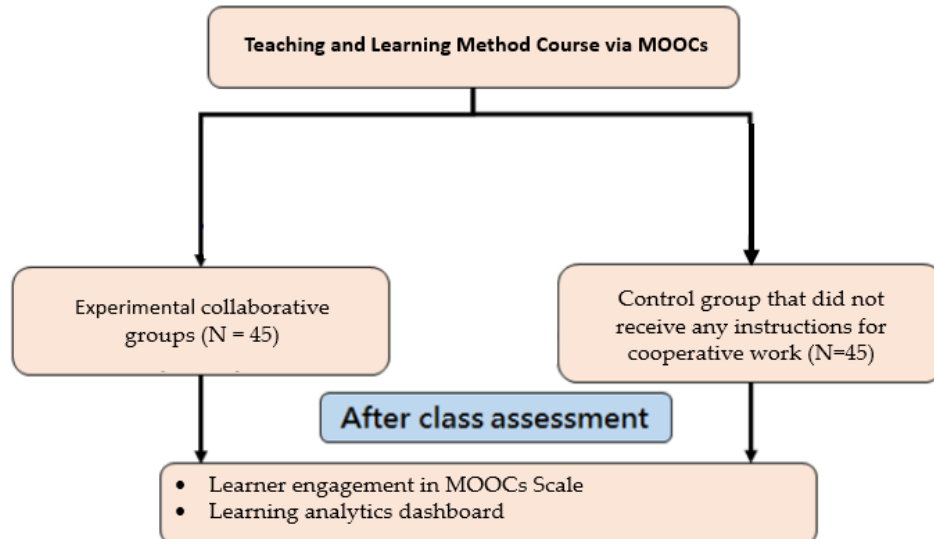 Teaching and Learning Method Course via MOOCs
Experimental collaborative
groups (N = 45)
Control group that did not
receive any instructions for
cooperative work (N=45)
After class assessment
• Learner engagement in MOOCs Scale
• Learning analytics dashboard